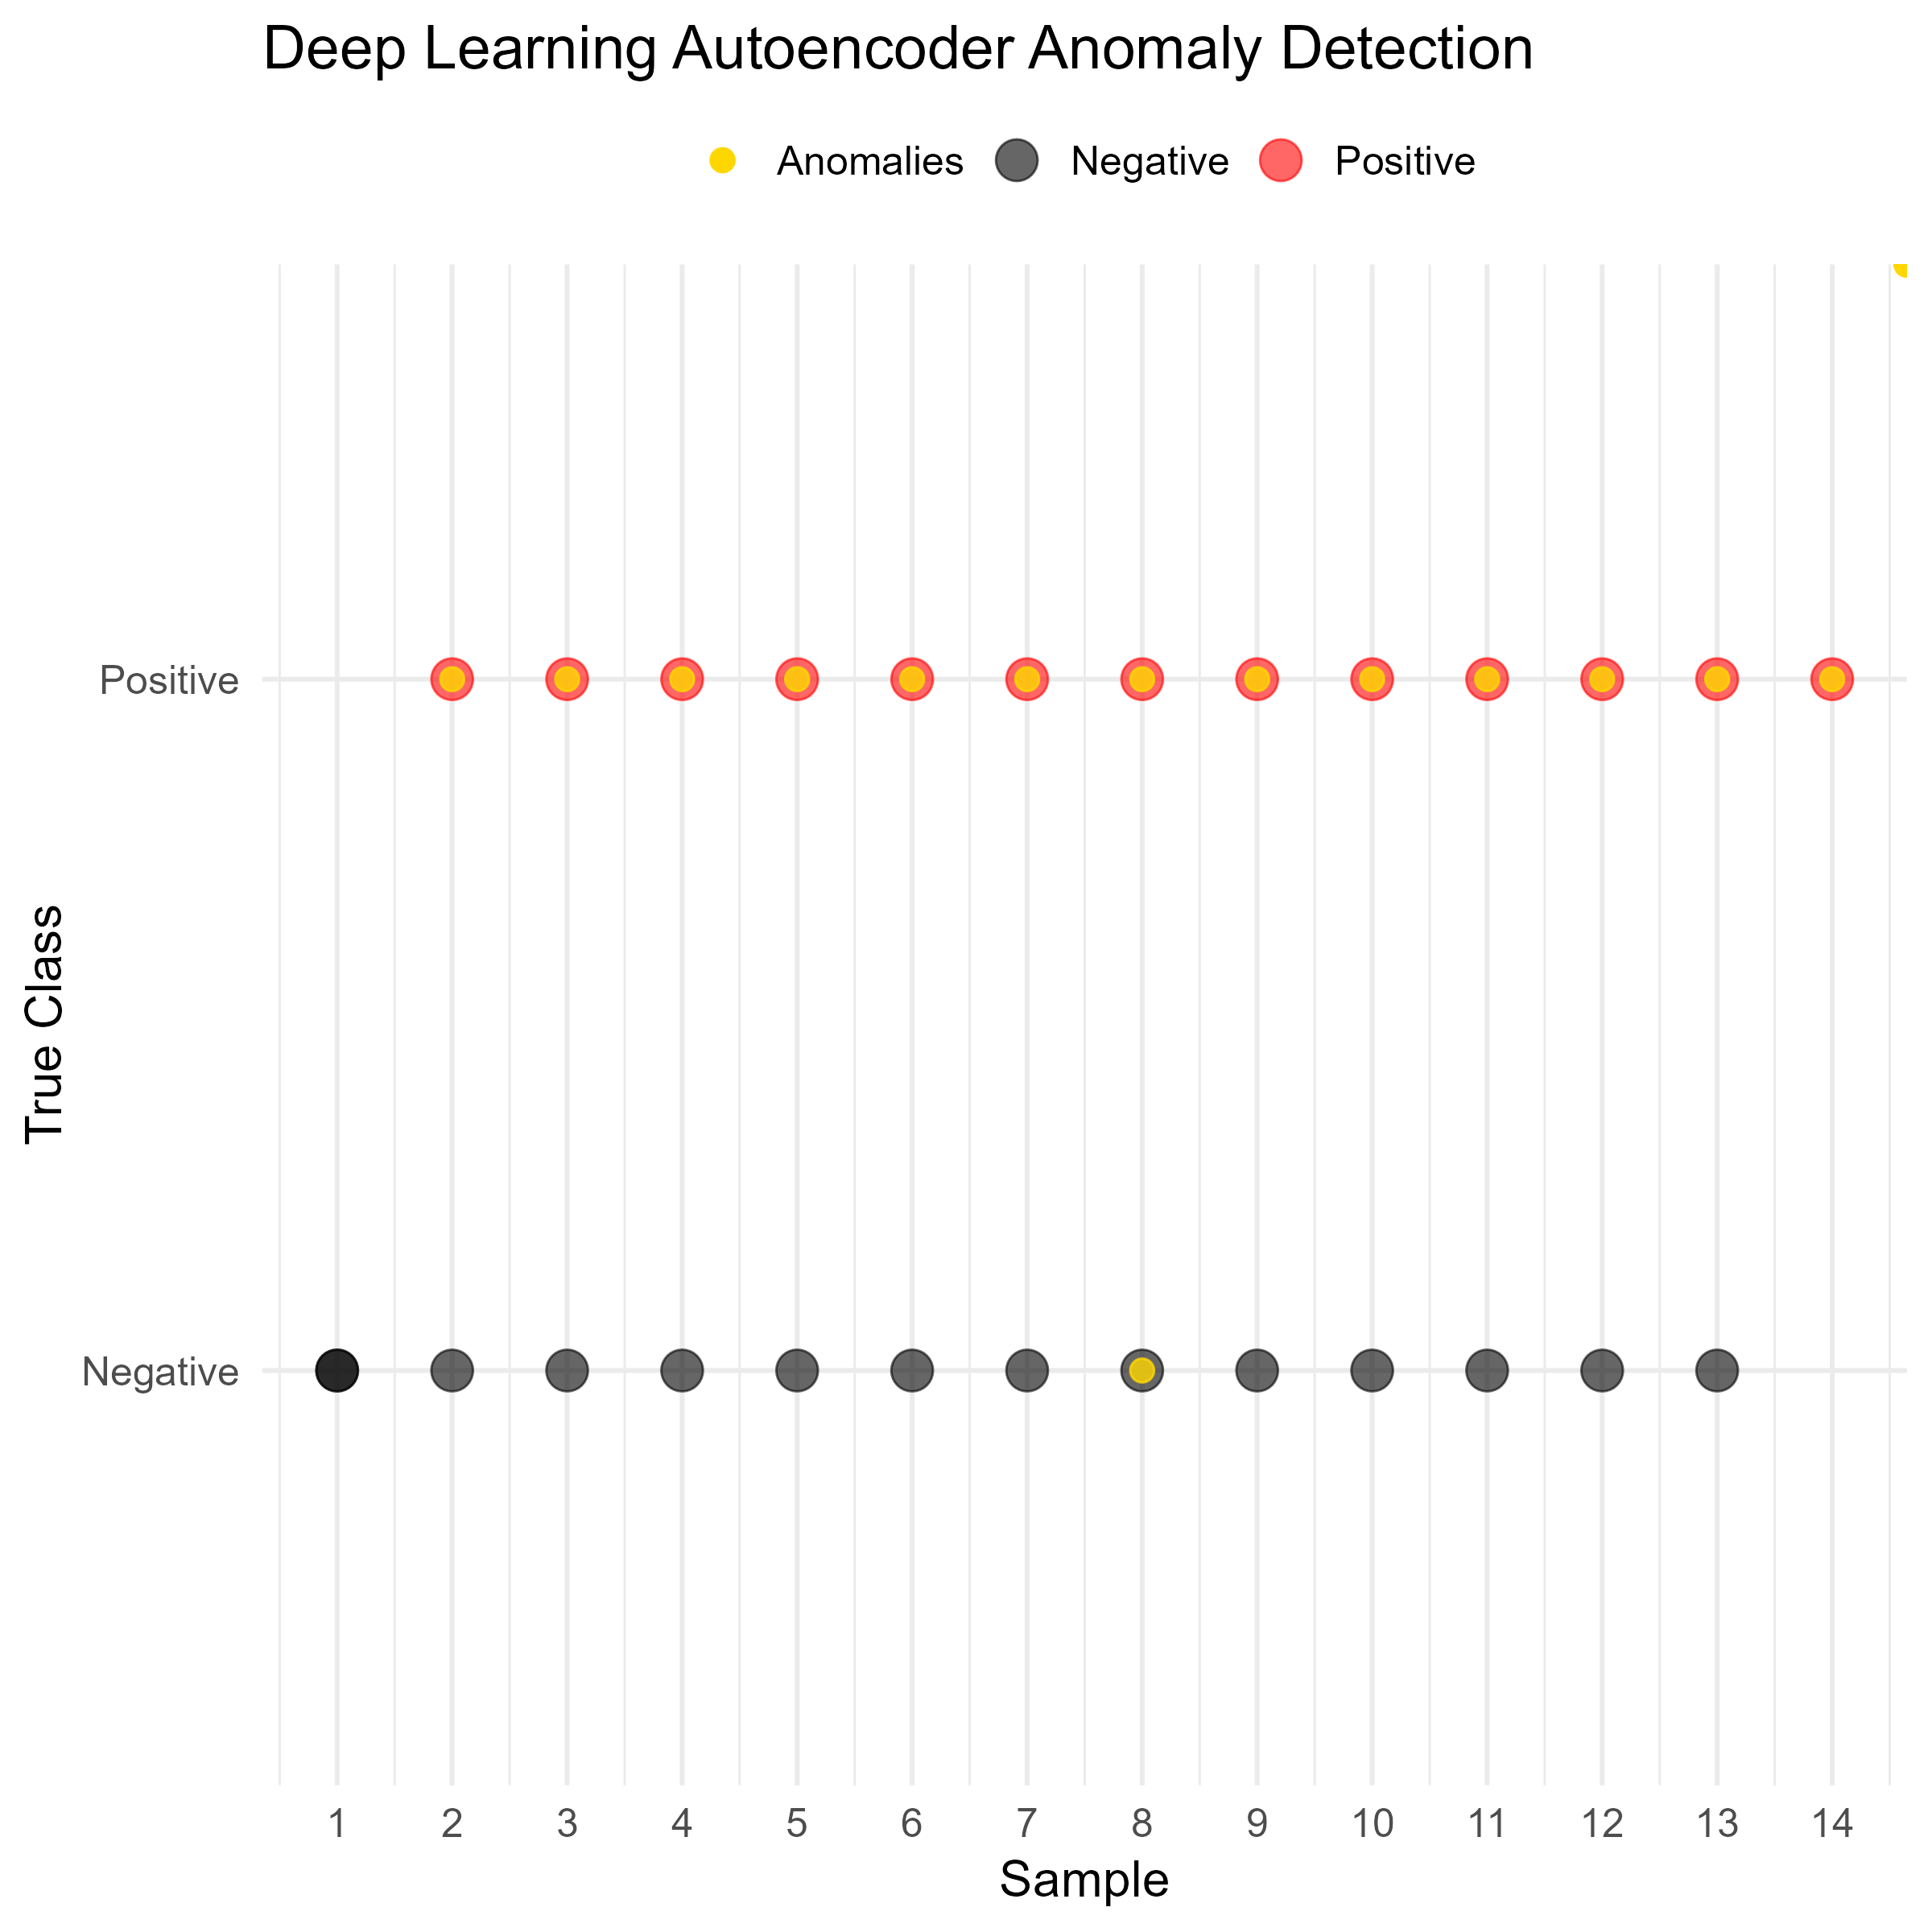 Deep Learning Autoencoder Anomaly Detection
Anomalies Negative Positive
Positive
True Class
Negative
1 2 3 4 5 6 7 8 9 10 11 12 13 14
Sample